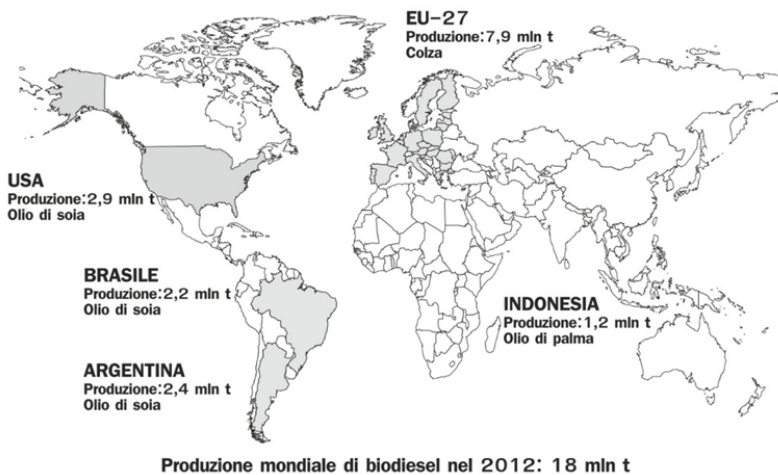 EU-27
Produzione:7,9 mln t
Colza
USA
Produzione:2,9 mln t
Olio di soia
BRASILE
Produzione:2,2 mln t
Olio di soia
INDONESIA
Produzione:1,2 mln t
Olio di palma
ARGENTINA
Produzione:2,4 mln t
Olio di soia
Produzione mondiale di biodiesel nel 2012: 18 mln t